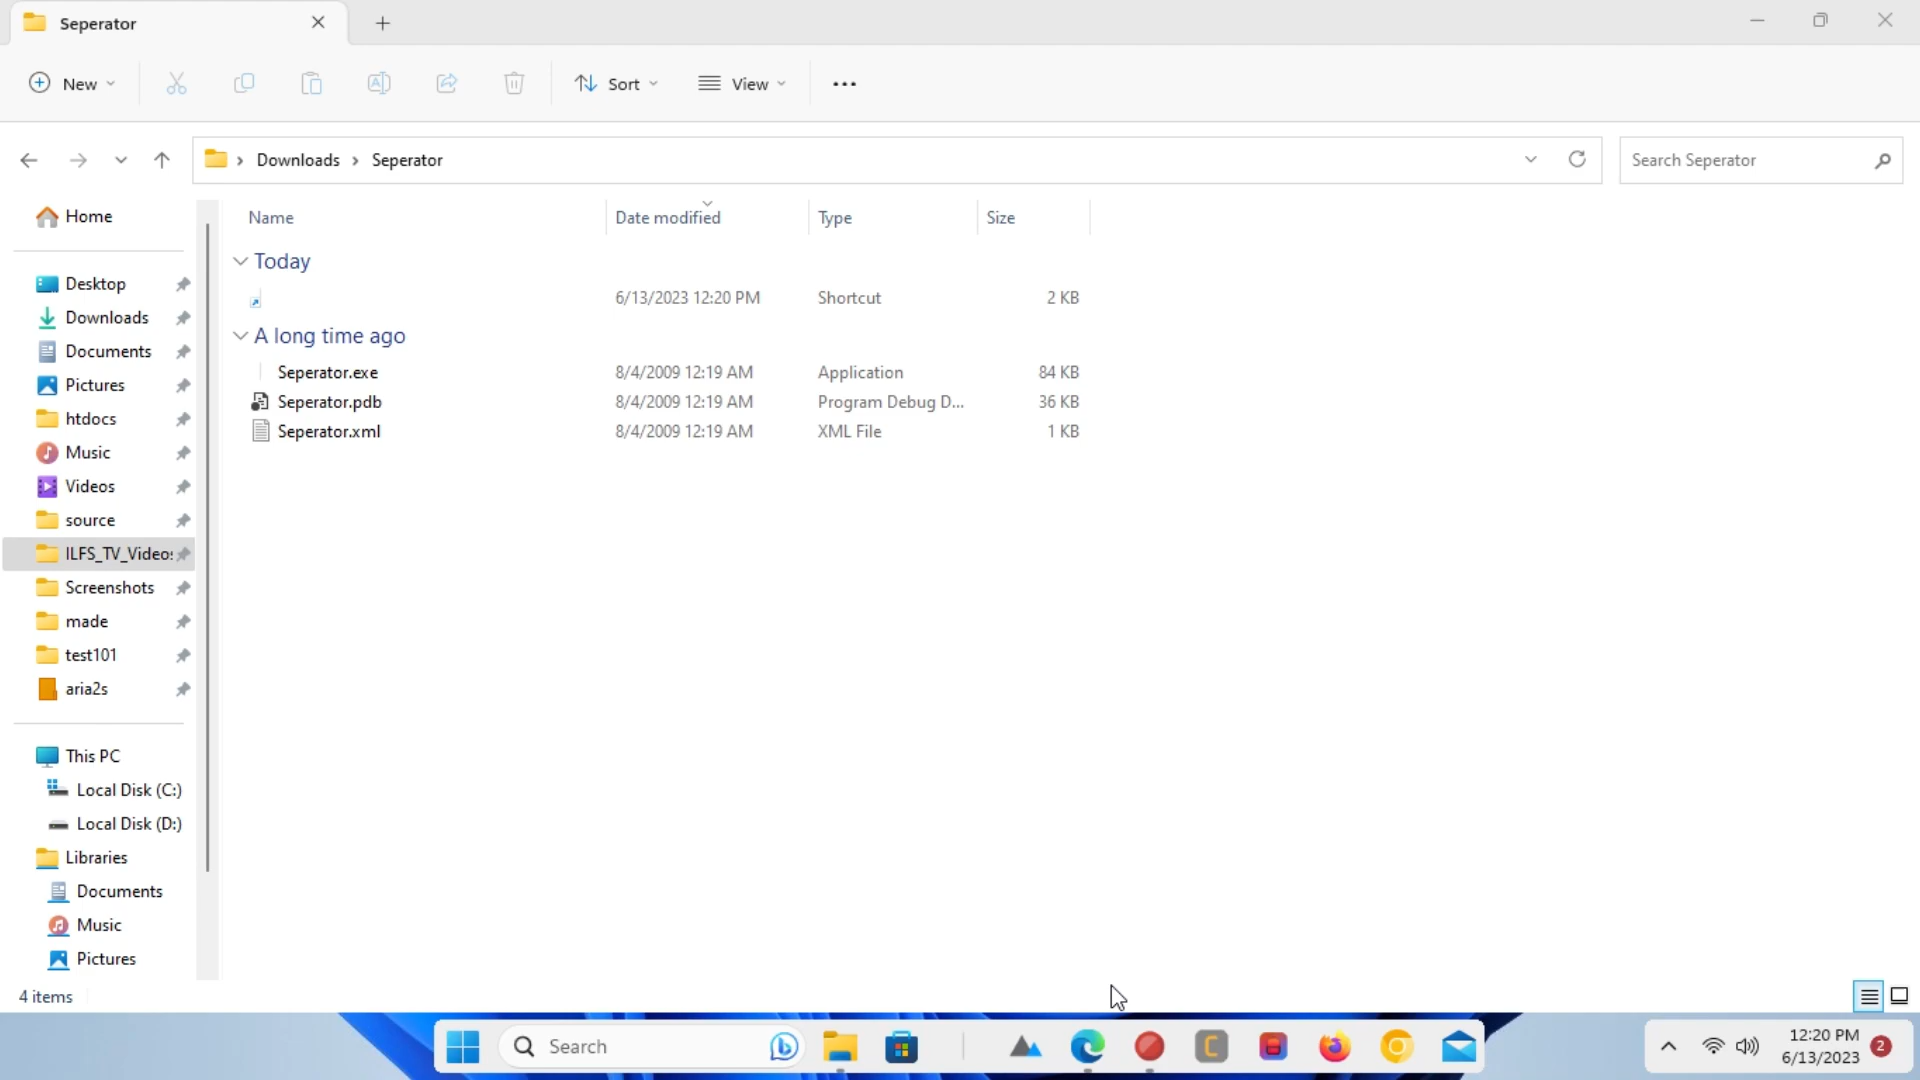 Seperator
New
Sort
View
Downloads
Seperator
Search Seperator
Home
Desktop
Downloads
Documents
Pictures
htdocs
Music
Videos
source
ILFS_TV_Videos
Screenshots
made
test101
aria2s
This PC
Local Disk (C:)
Local Disk (D:)
Libraries
Documents
Music
Pictures
Name Date modified Type Size
Today
6/13/2023 12:20 PM Shortcut 2 KB
A long time ago
Seperator.exe 8/4/2009 12:19 AM Application 84 KB
Seperator.pdb 8/4/2009 12:19 AM Program Debug D... 36 KB
Seperator.xml 8/4/2009 12:19 AM XML File 1 KB
4 items
Search
C
12:20 PM
6/13/2023
2